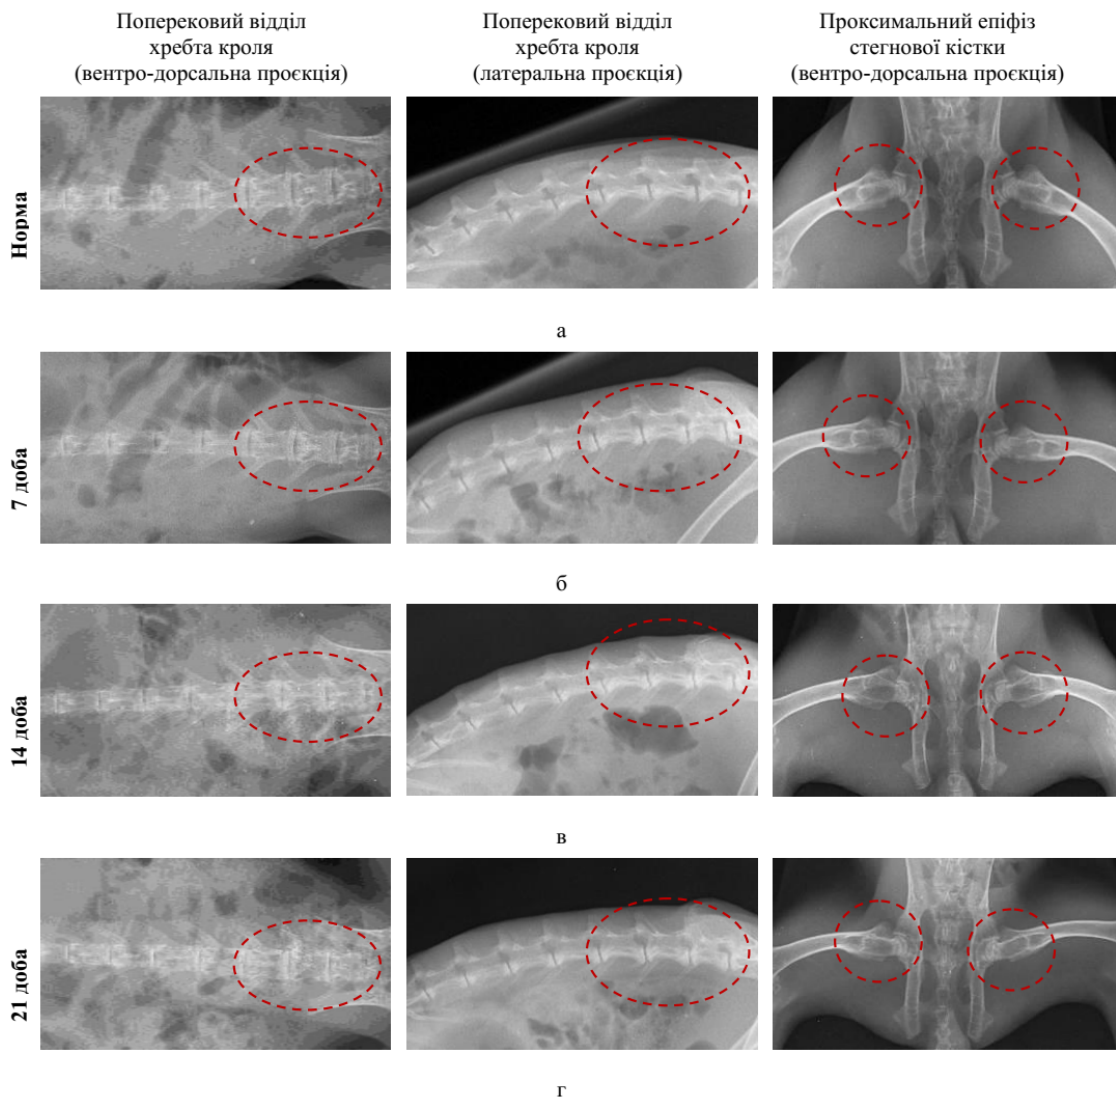 Поперековий відділ
хребта кроля
(вентро-дорсальна проєкція)
Поперековий відділ
хребта кроля
(латеральна проєкція)
Проксимальний епіфіз
стегнової кістки
(вентро-дорсальна проєкція)
Норма
а
7 доба
б
14 доба
в
21 доба
г